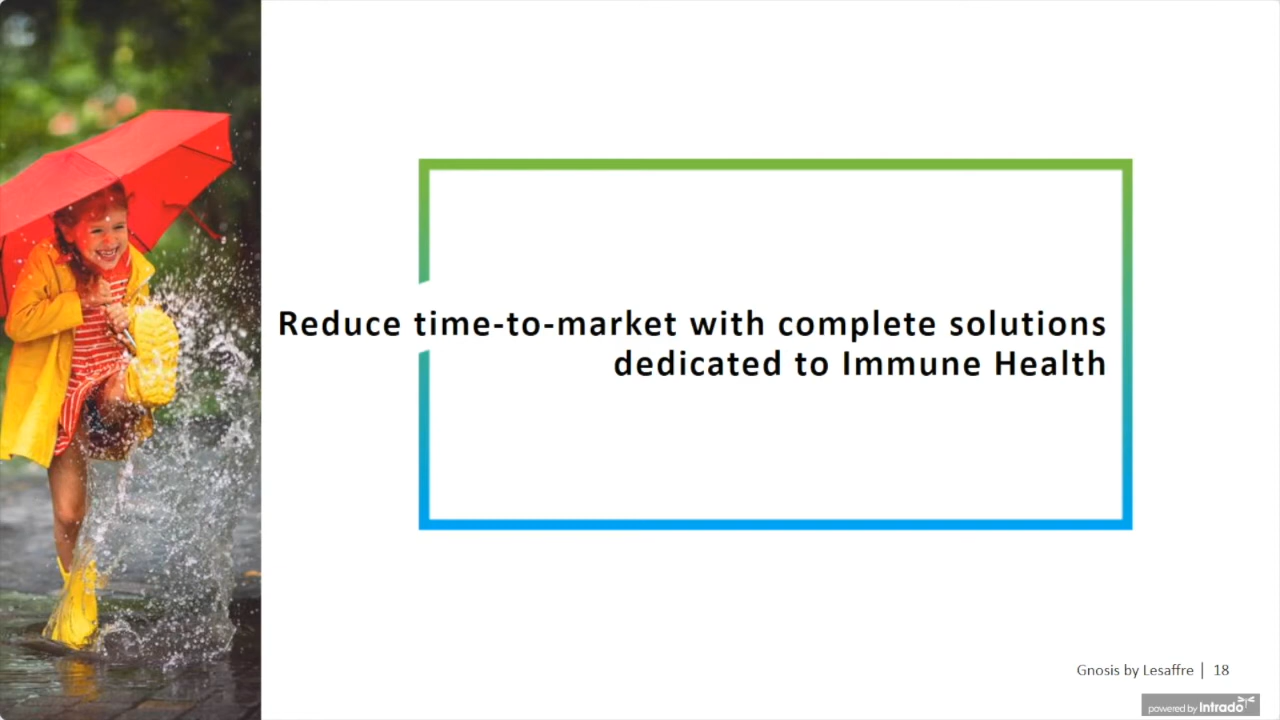 Reduce time-to-market with complete solutions
dedicated to Immune Health
Gnosis by Lesaffre | 18
powered by Intrado